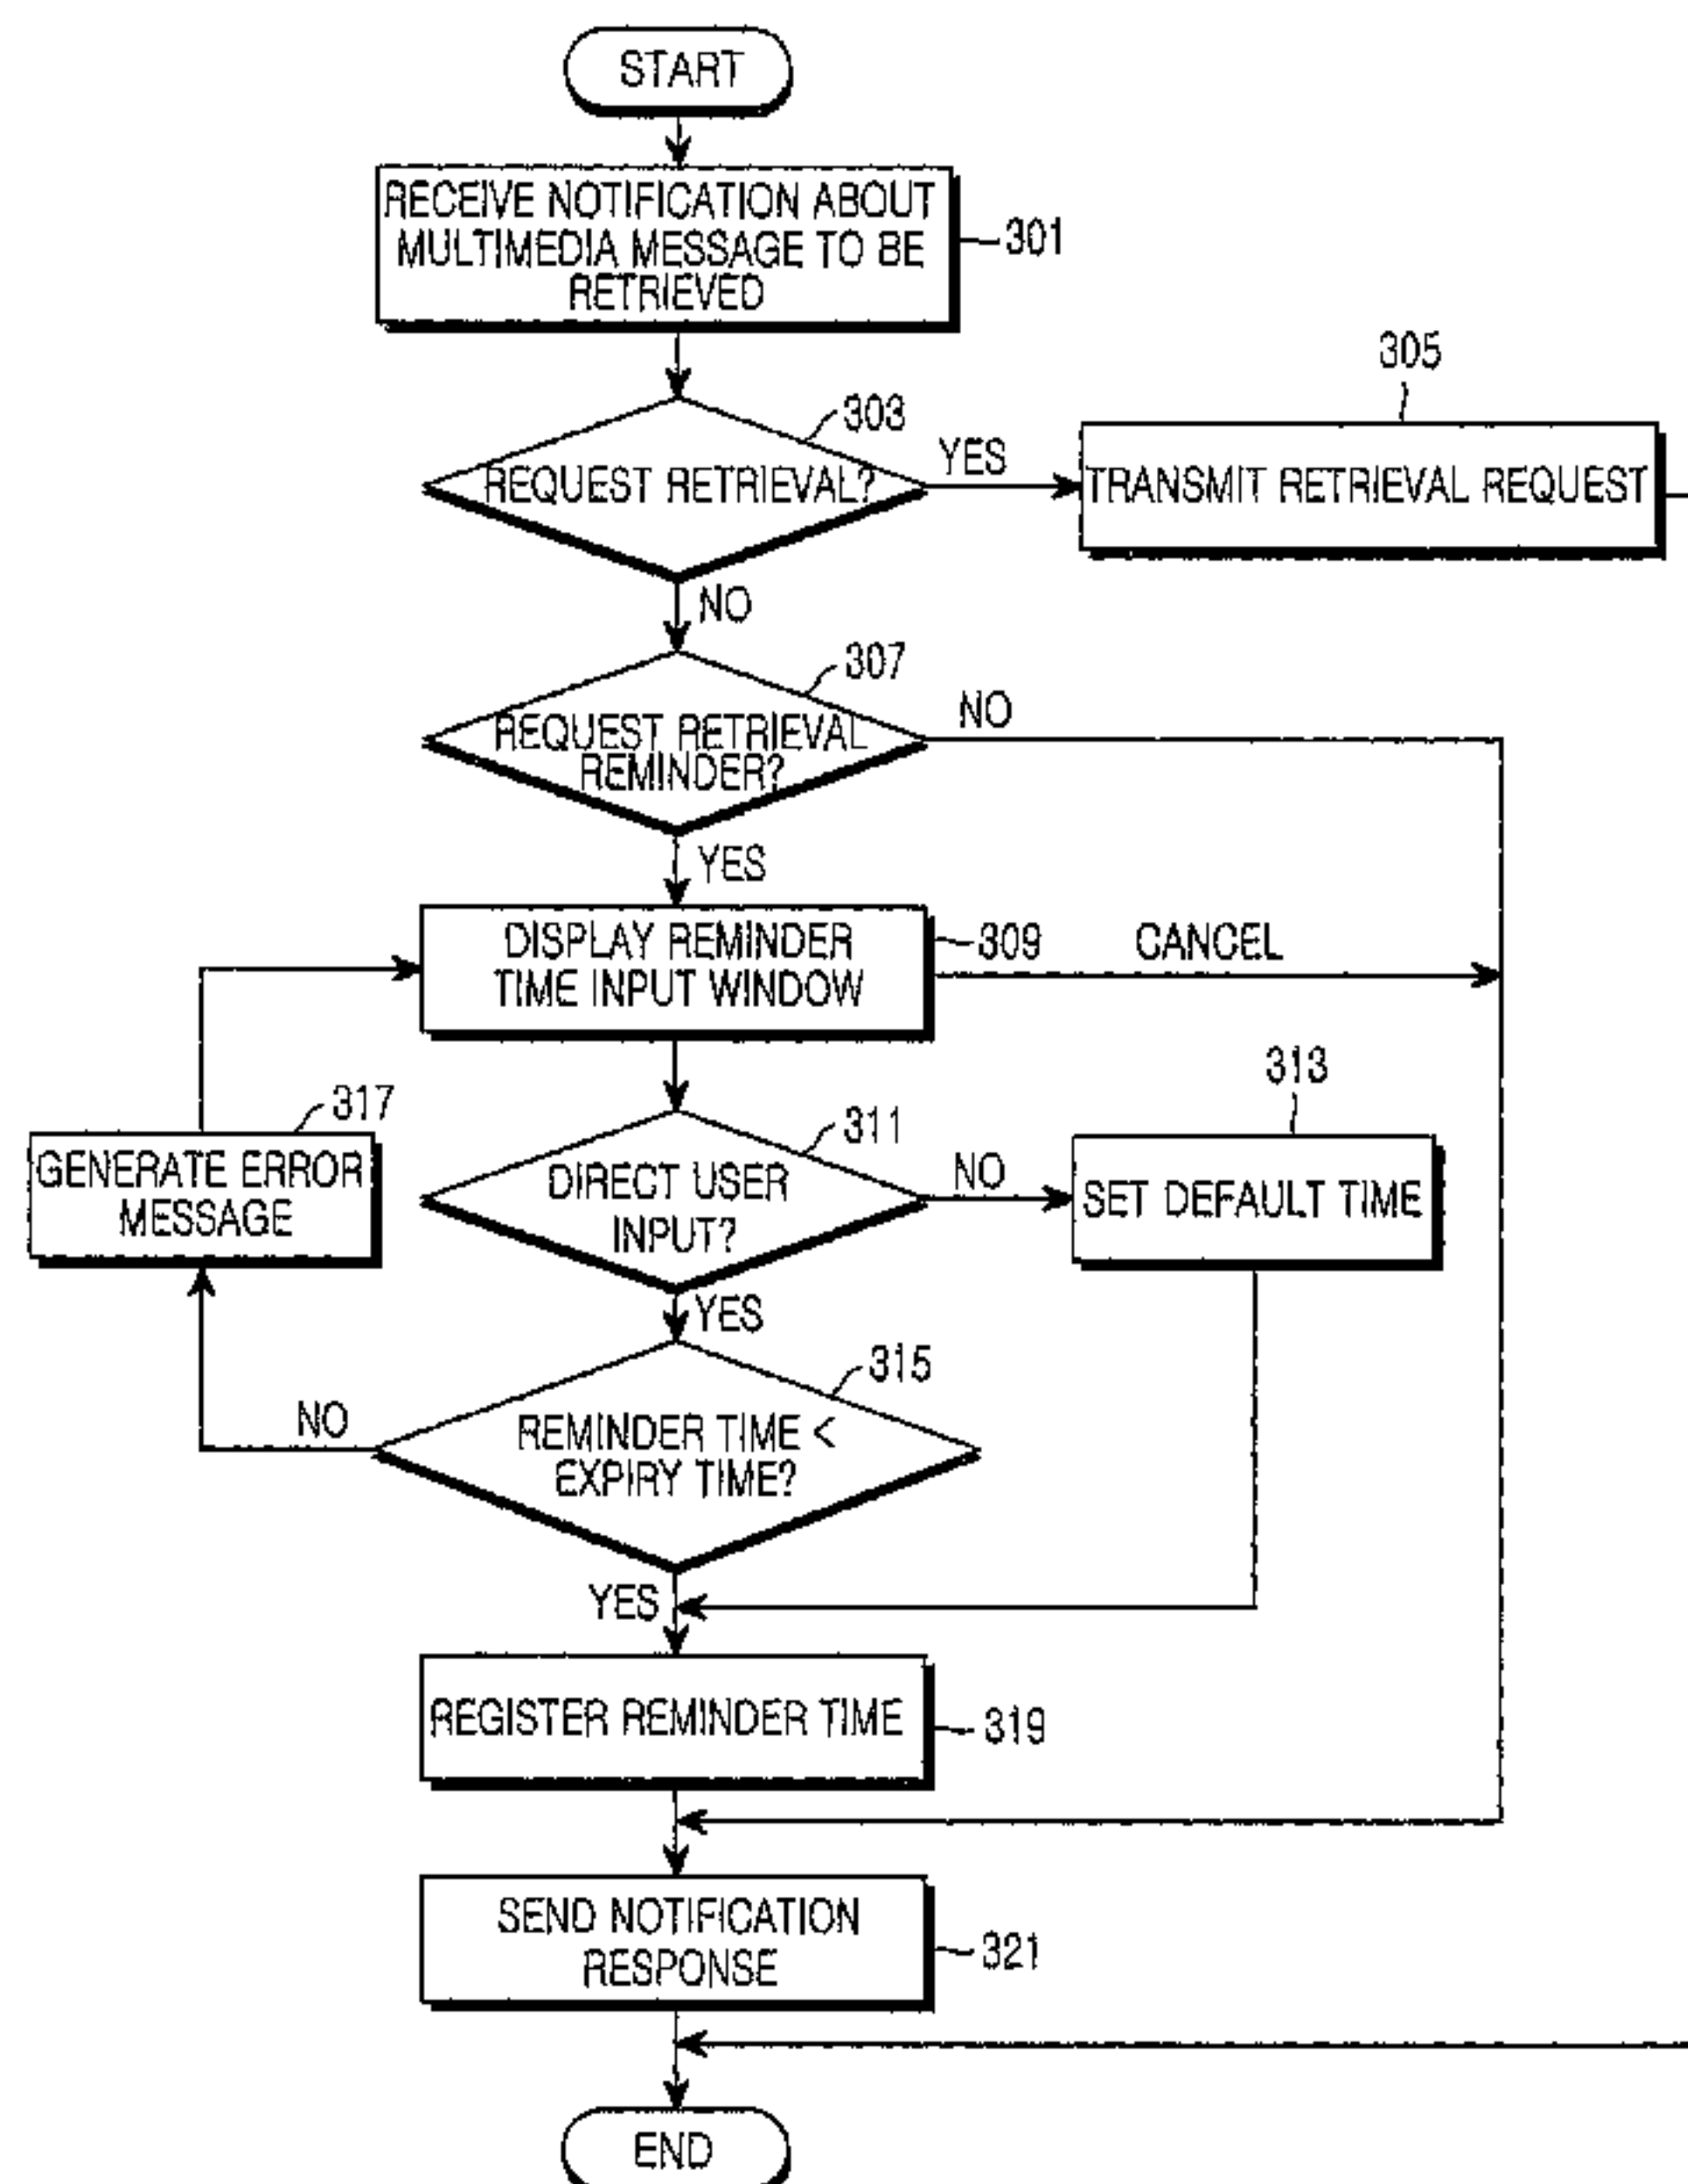 START
RECEIVE NOTIFICATION ABOUT
MULTIMEDIA MESSAGE TO BE
RETRIEVED
301
305
303
REQUEST RETRIEVAL?
YES
TRANSMIT RETRIEVAL REQUEST
NO
307
REQUEST RETRIEVAL
REMINDER?
NO
YES
DISPLAY REMINDER
TIME INPUT WINDOW
309
CANCEL
317
GENERATE ERROR
MESSAGE
311
DIRECT USER
INPUT?
NO
313
SET DEFAULT TIME
YES
315
REMINDER TIME <
EXPIRY TIME?
NO
YES
REGISTER REMINDER TIME
319
SEND NOTIFICATION
RESPONSE
321
END